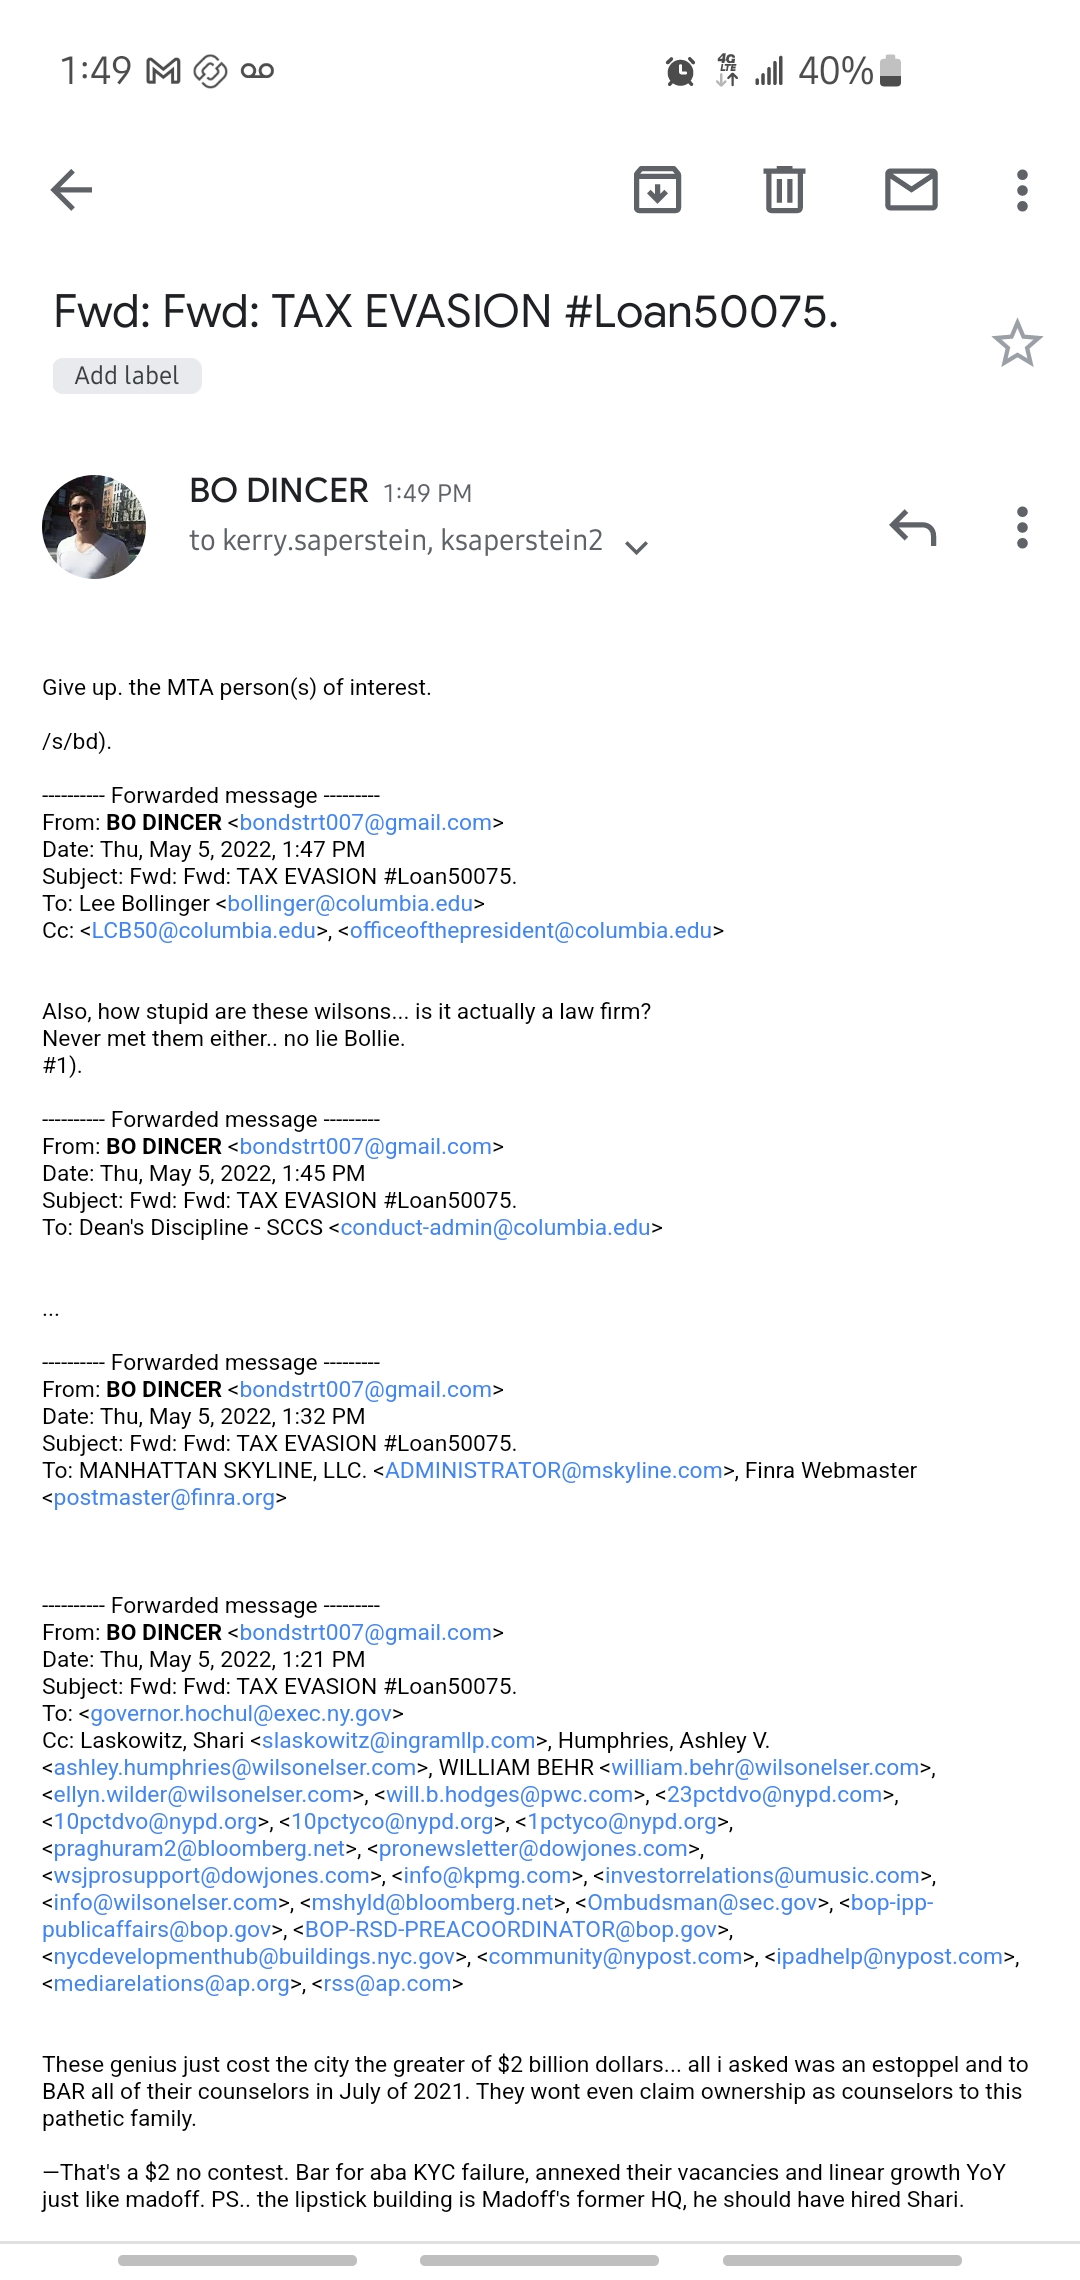 1:49
4G
LTE
40%
Fwd: Fwd: TAX EVASION #Loan50075.
Add label
BO DINCER 1:49 PM
to kerry.saperstein, ksaperstein2
Give up. the MTA person(s) of interest.
/s/bd).
---------- Forwarded message ---------
From: BO DINCER <bondstrt007@gmail.com>
Date: Thu, May 5, 2022, 1:47 PM
Subject: Fwd: Fwd: TAX EVASION #Loan50075.
To: Lee Bollinger <bollinger@columbia.edu>
Cc: <LCB50@columbia.edu>, <officeofthepresident@columbia.edu>
Also, how stupid are these wilsons... is it actually a law firm?
Never met them either.. no lie Bollie.
#1).
---------- Forwarded message ---------
From: BO DINCER <bondstrt007@gmail.com>
Date: Thu, May 5, 2022, 1:45 PM
Subject: Fwd: Fwd: TAX EVASION #Loan50075.
To: Dean's Discipline - SCCS <conduct-admin@columbia.edu>
...
---------- Forwarded message ---------
From: BO DINCER <bondstrt007@gmail.com>
Date: Thu, May 5, 2022, 1:32 PM
Subject: Fwd: Fwd: TAX EVASION #Loan50075.
To: MANHATTAN SKYLINE, LLC. <ADMINISTRATOR@mskyline.com>, Finra Webmaster
<postmaster@finra.org>
---------- Forwarded message ---------
From: BO DINCER <bondstrt007@gmail.com>
Date: Thu, May 5, 2022, 1:21 PM
Subject: Fwd: Fwd: TAX EVASION #Loan50075.
To: <governor.hochul@exec.ny.gov>
Cc: Laskowitz, Shari <slaskowitz@ingramllp.com>, Humphries, Ashley V.
<ashley.humphries@wilsonelser.com>, WILLIAM BEHR <william.behr@wilsonelser.com>,
<ellyn.wilder@wilsonelser.com>, <will.b.hodges@pwc.com>, <23pctdvo@nypd.com>,
<10pctdvo@nypd.org>, <10pctyco@nypd.org>, <1pctyco@nypd.org>,
<praghuram2@bloomberg.net>, <pronewsletter@dowjones.com>,
<wsjprosupport@dowjones.com>, <info@kpmg.com>, <investorrelations@umusic.com>,
<info@wilsonelser.com>, <mshyld@bloomberg.net>, <Ombudsman@sec.gov>, <bop-ipp-
publicaffairs@bop.gov>, <BOP-RSD-PREACOORDINATOR@bop.gov>,
<nycdevelopmenthub@buildings.nyc.gov>, <community@nypost.com>, <ipadhelp@nypost.com>,
<mediarelations@ap.org>, <rss@ap.com>
These genius just cost the city the greater of $2 billion dollars... all i asked was an estoppel and to
BAR all of their counselors in July of 2021. They wont even claim ownership as counselors to this
pathetic family.
—That's a $2 no contest. Bar for aba KYC failure, annexed their vacancies and linear growth YoY
just like madoff. PS.. the lipstick building is Madoff's former HQ, he should have hired Shari.